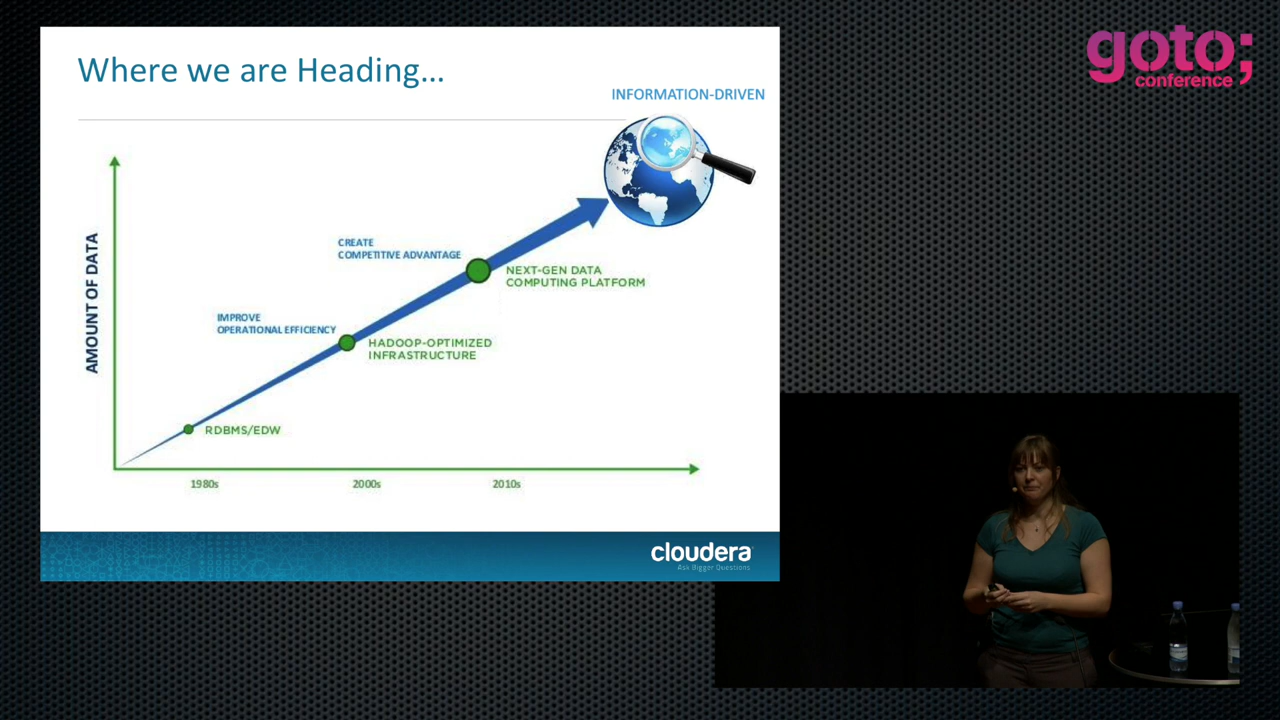 Where we are Heading...
INFORMATION-DRIVEN
goto;
conference
AMOUNT OF DATA
CREATE
COMPETITIVE ADVANTAGE
NEXT-GEN DATA
COMPUTING PLATFORM
IMPROVE
OPERATIONAL EFFICIENCY
HADOOP-OPTIMIZED
INFRASTRUCTURE
RDBMS/EDW
1980s
2000s
2010s
cloudera
Ask Bigger Questions